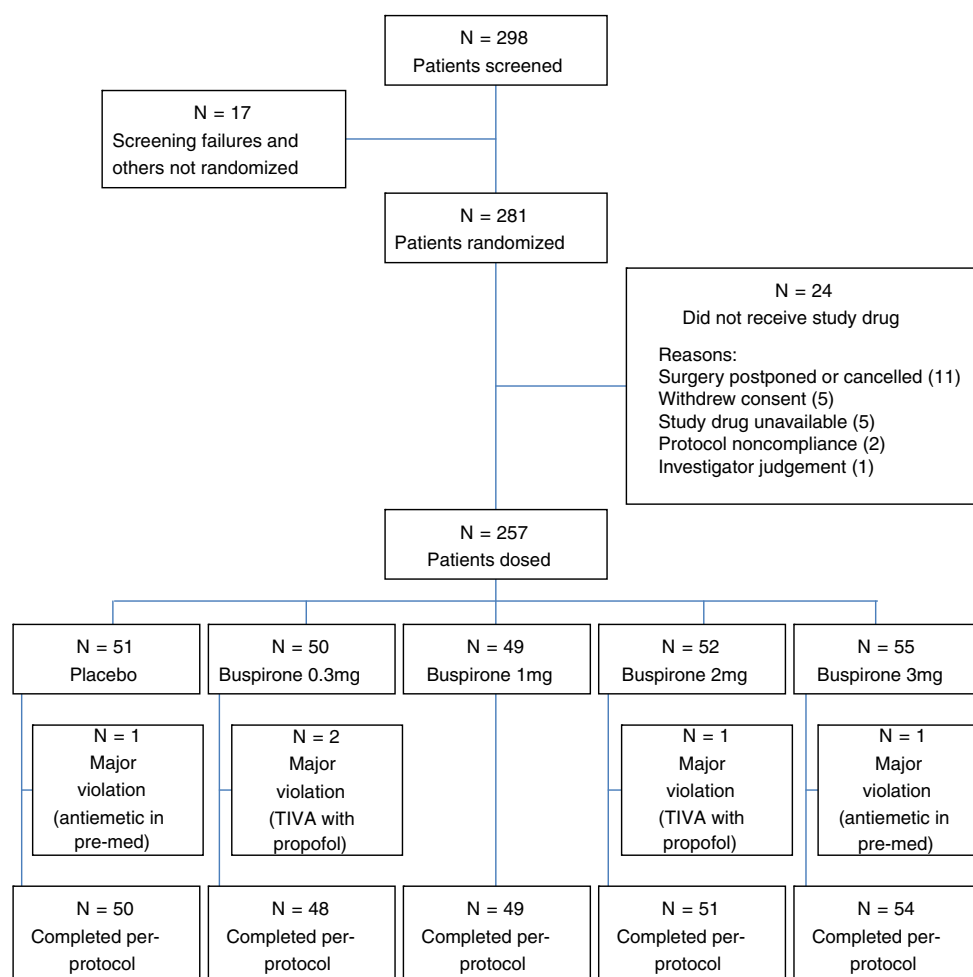 N = 298
Patients screened
N = 17
Screening failures and
others not randomized
N = 281
Patients randomized
N = 24
Did not receive study drug
Reasons:
Surgery postponed or cancelled (11)
Withdrew consent (5)
Study drug unavailable (5)
Protocol noncompliance (2)
Investigator judgement (1)
N = 257
Patients dosed
N = 51
Placebo
N = 50
Buspirone 0.3mg
N = 49
Buspirone 1mg
N = 52
Buspirone 2mg
N = 55
Buspirone 3mg
N = 1
Major
violation
(antiemetic in
pre-med)
N = 2
Major
violation
(TIVA with
propofol)
N = 1
Major
violation
(TIVA with
propofol)
N = 1
Major
violation
(antiemetic in
pre-med)
N = 50
Completed per-
protocol
N = 48
Completed per-
protocol
N = 49
Completed per-
protocol
N = 51
Completed per-
protocol
N = 54
Completed per-
protocol